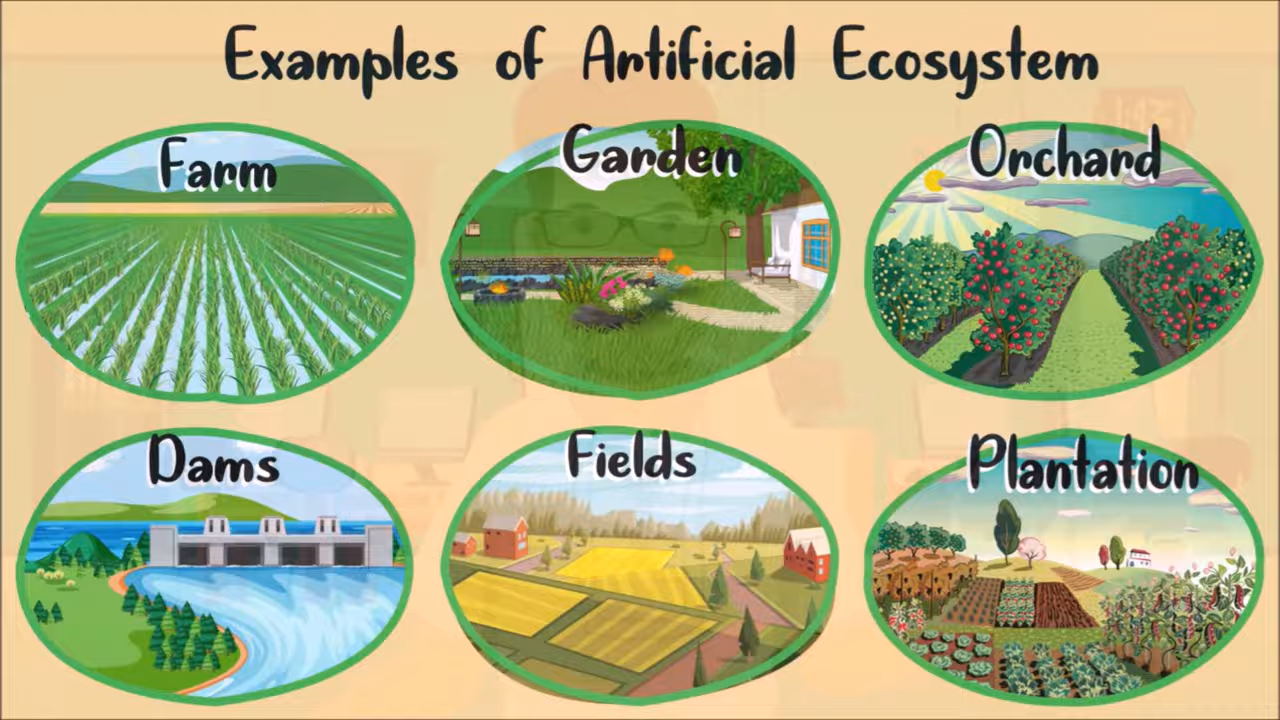 Examples of Artificial Ecosystem
Farm
Garden
Orchard
Dams
Fields
Plantation